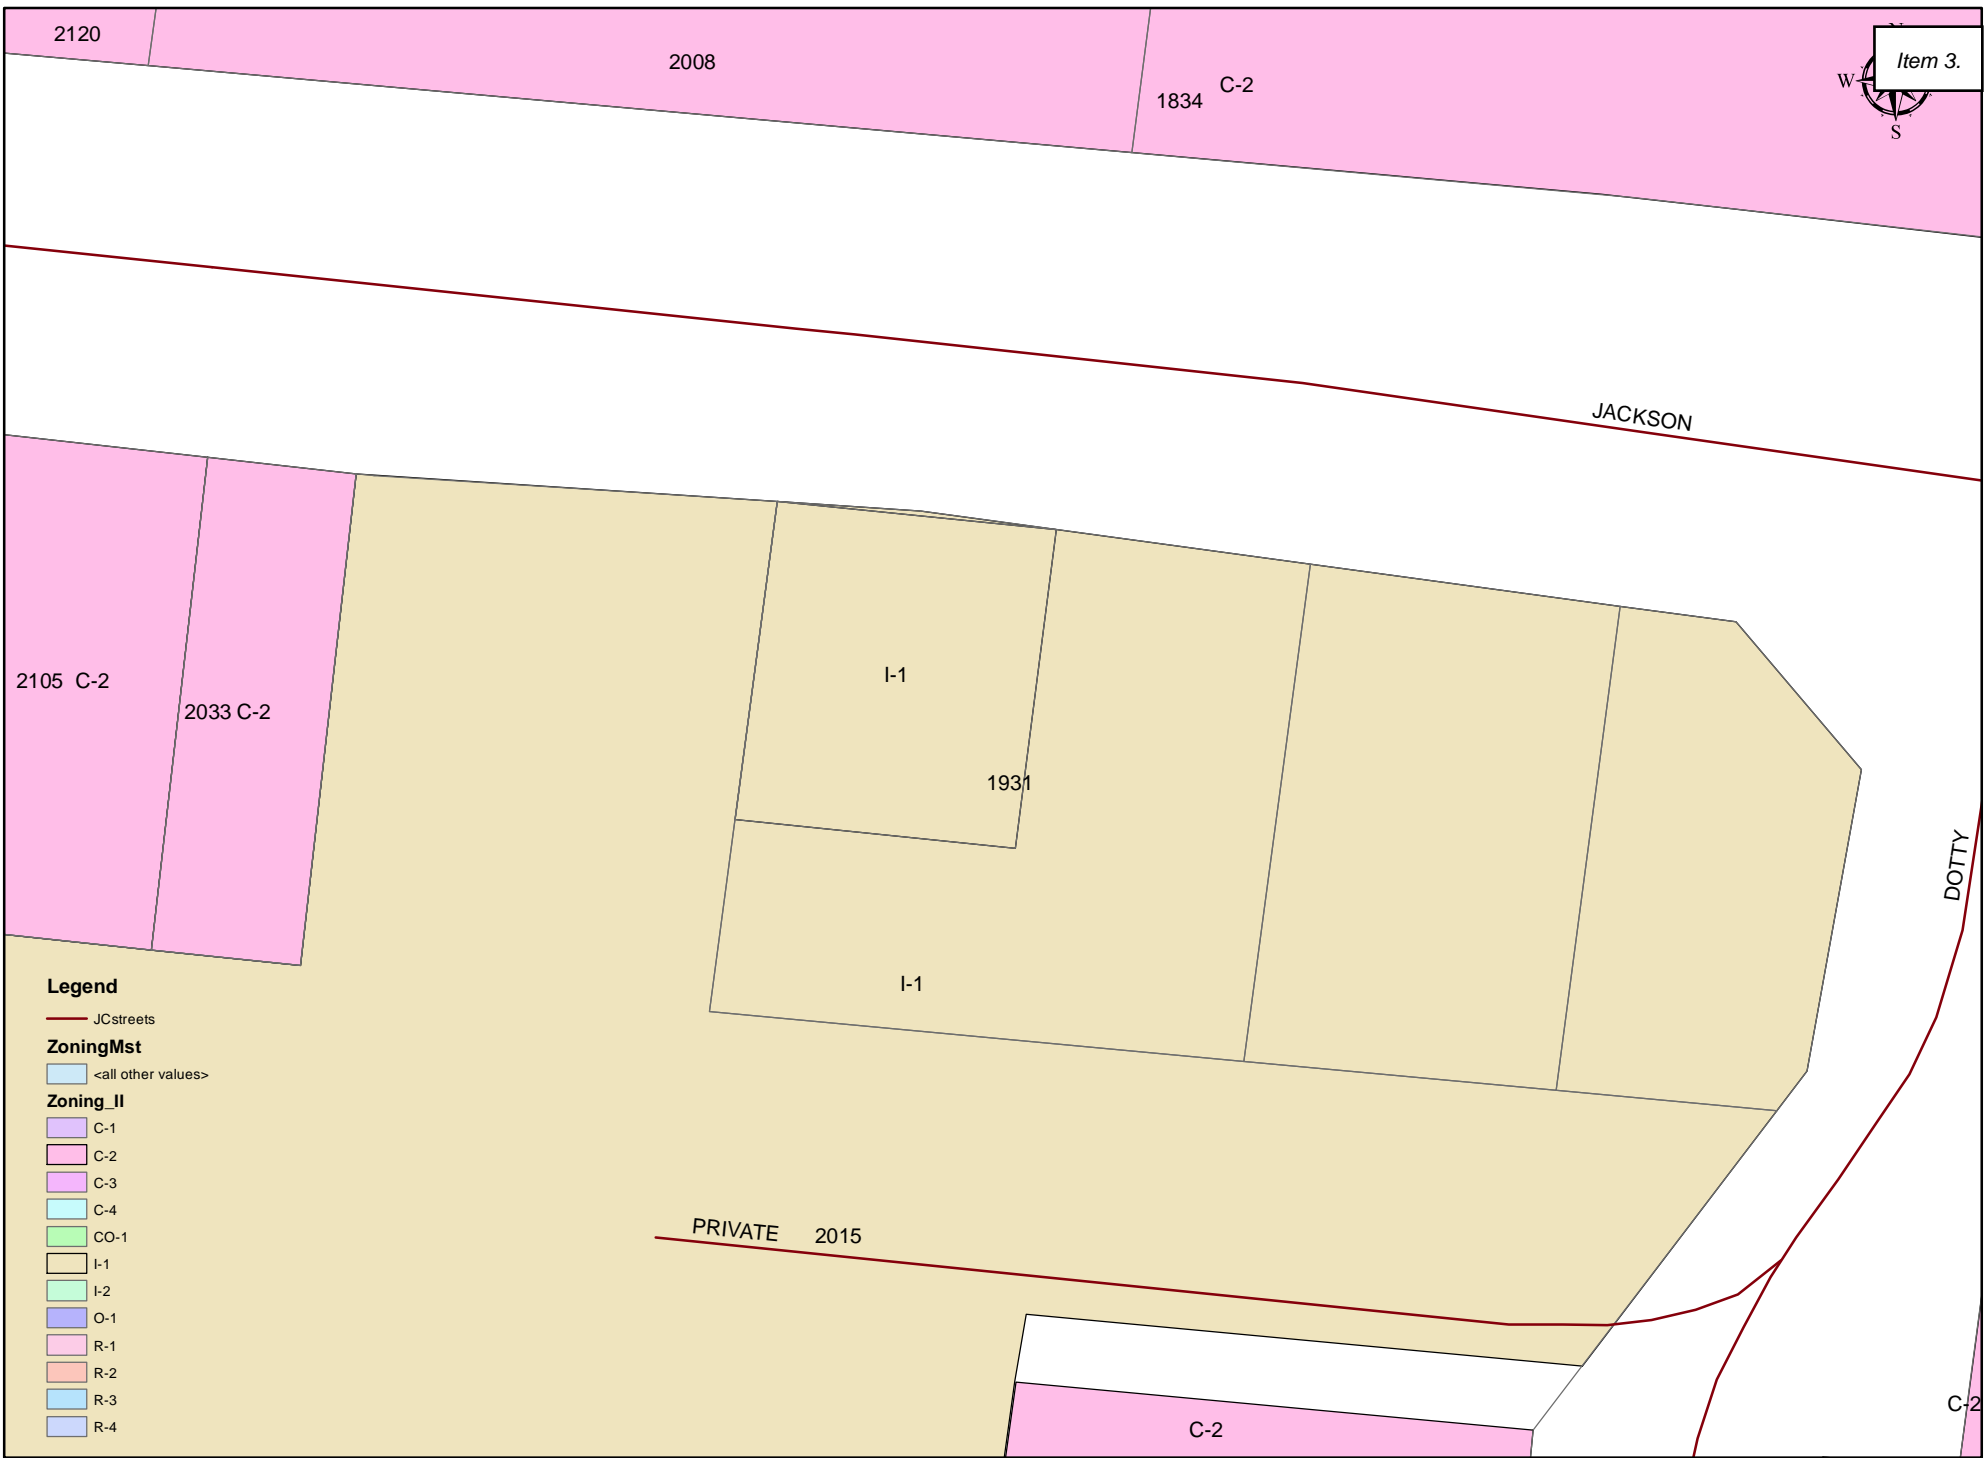 2120
2008
1834 C-2
Item 3.
N
W
S
JACKSON
2105 C-2
2033 C-2
I-1
1931
I-1
DOTTY
PRIVATE 2015
C-2
C-2
Legend
JCstreets
ZoningMst
<all other values>
Zoning_II
C-1
C-2
C-3
C-4
CO-1
I-1
I-2
O-1
R-1
R-2
R-3
R-4